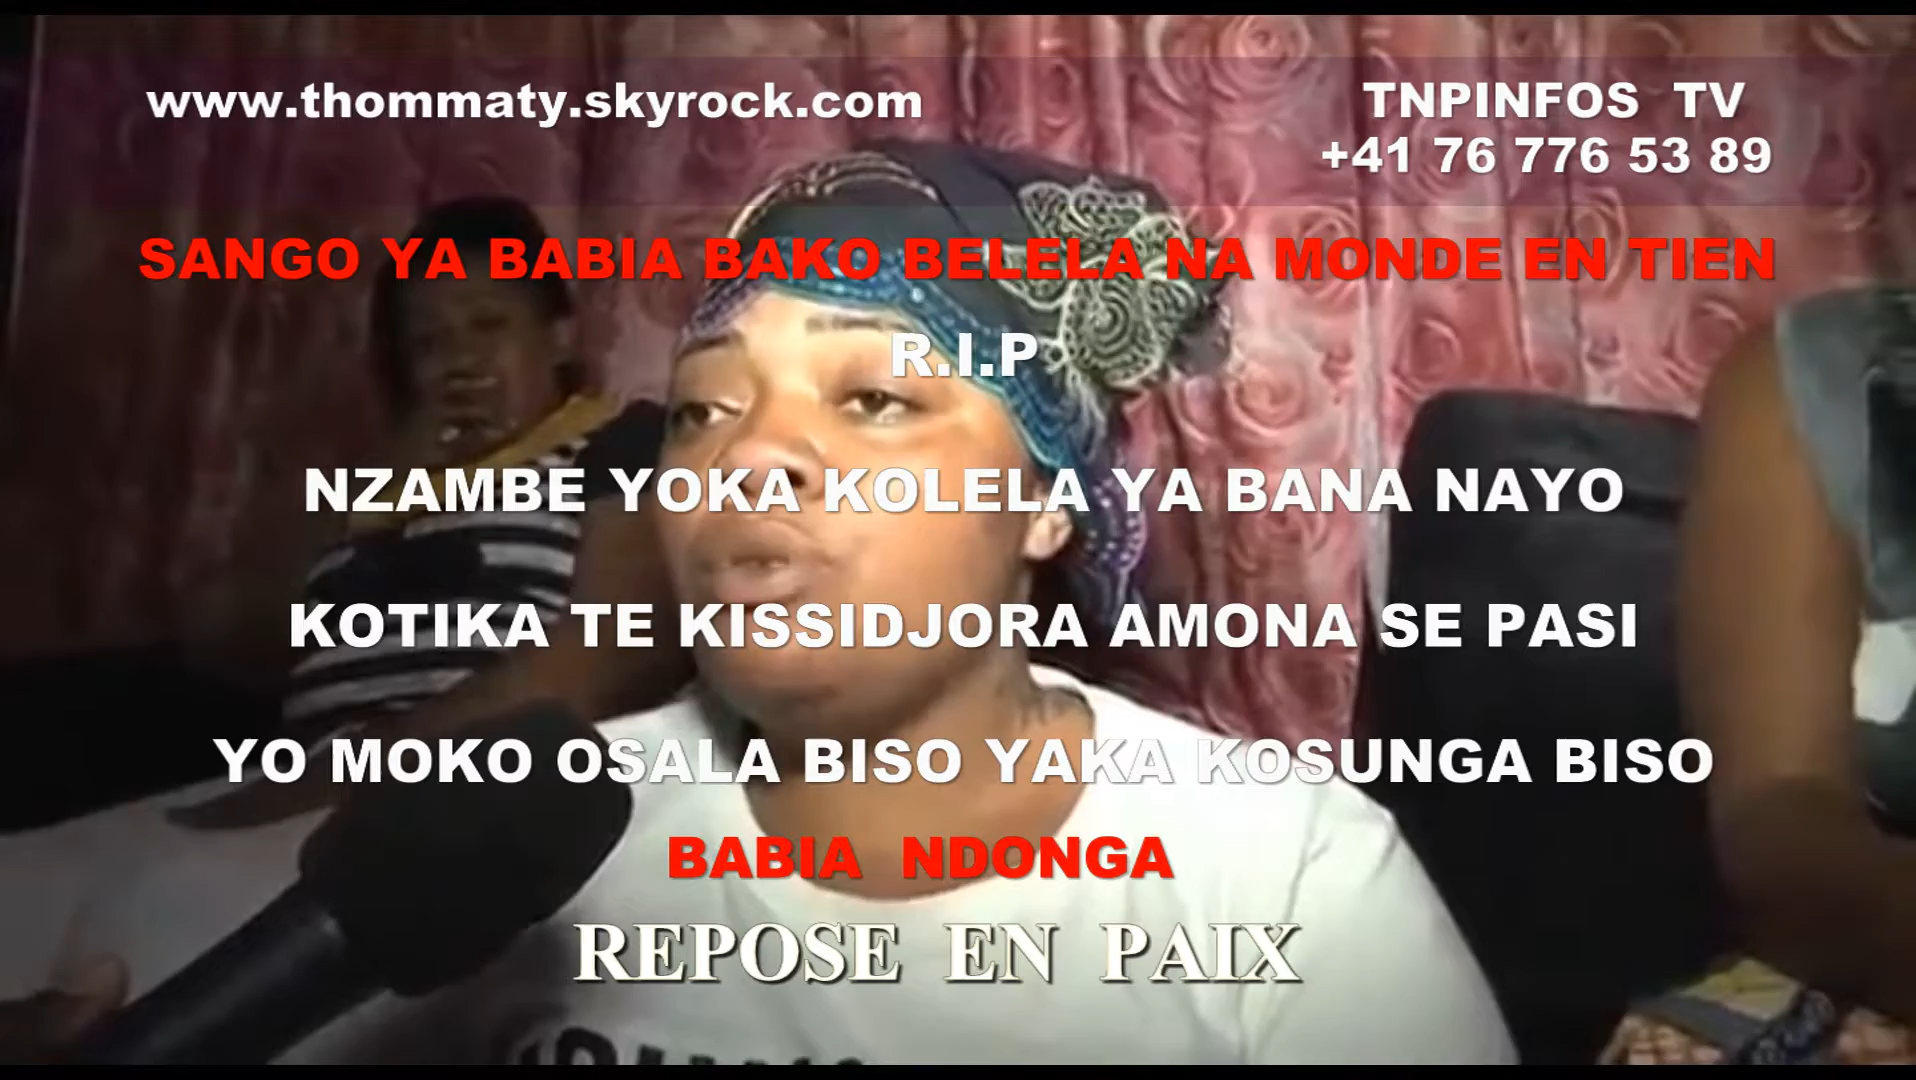 www.thommaty.skyrock.com
TNPINFOS TV
+41 76 776 53 89
SANGO YA BABIA BAKO BELELA NA MONDE EN TIEN
R.I.P
NZAMBE YOKA KOLELA YA BANA NAYO
KOTIKA TE KISSIDJORA AMONA SE PASI
YO MOKO OSALA BISO YAKA KOSUNGA BISO
BABIA NDONGA
REPOSE EN PAIX